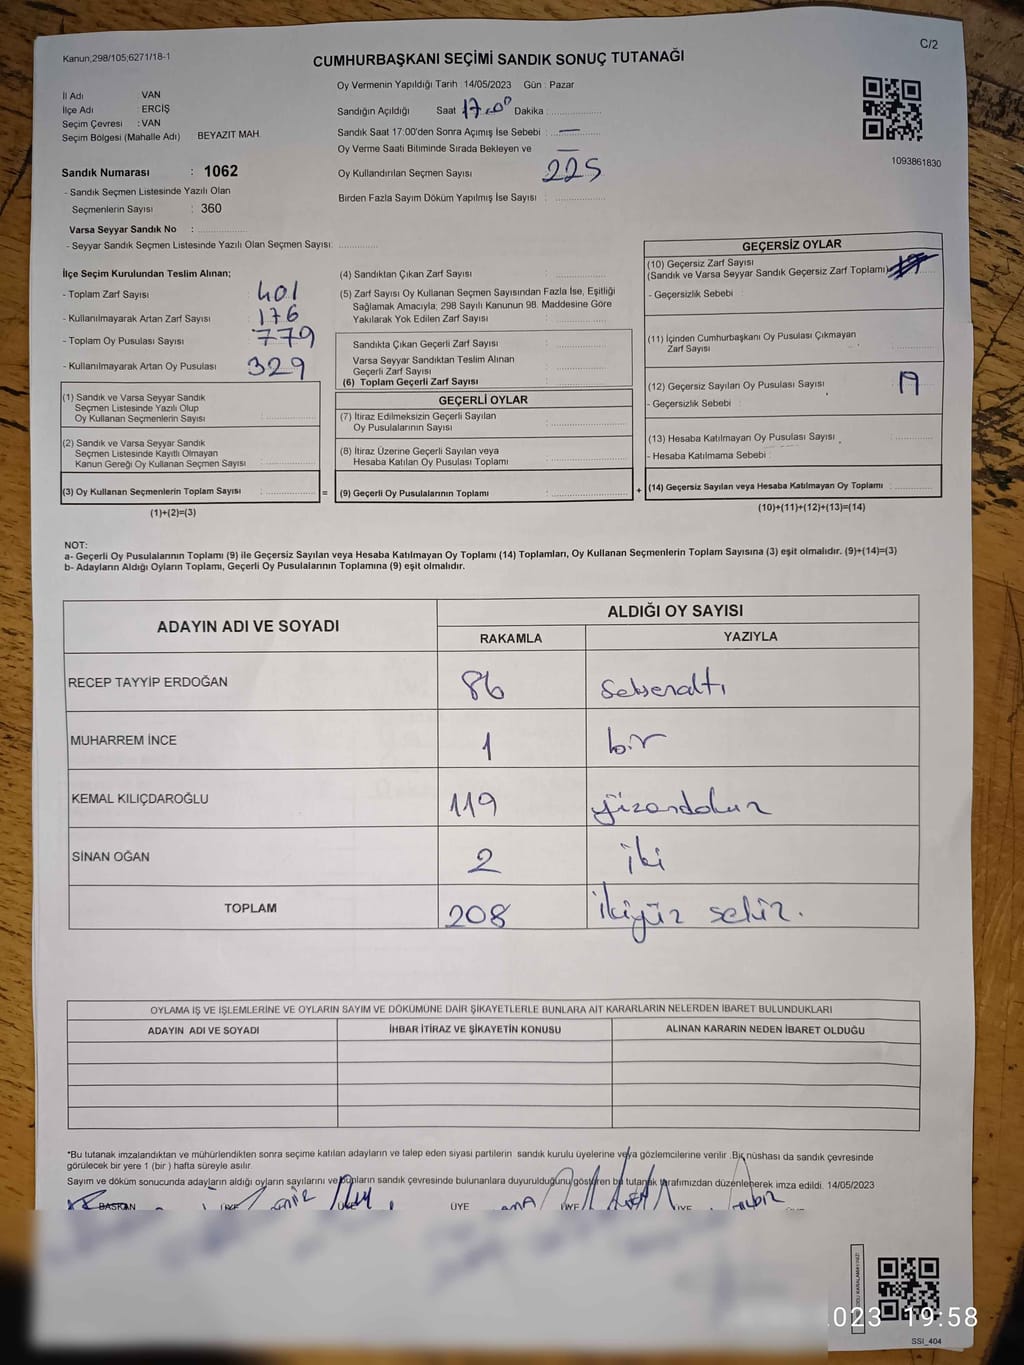 Kanun,298/105;6271/18-1
C/2
CUMHURBAŞKANI SEÇİMİ SANDIK SONUÇ TUTANAĞI
İl Adı VAN
İlçe Adı : ERCİŞ
Seçim Çevresi : VAN
Seçim Bölgesi (Mahalle Adı) BEYAZIT MAH.
Sandık Numarası : 1062
- Sandık Seçmen Listesinde Yazılı Olan
Seçmenlerin Sayısı : 360
Varsa Seyyar Sandık No :
- Seyyar Sandık Seçmen Listesinde Yazılı Olan Seçmen Sayısı:
Oy Vermenin Yapıldığı Tarih : 14/05/2023 Gün : Pazar
Sandığın Açıldığı Saat 17.00 Dakika :
Sandık Saat 17:00'den Sonra Açımış İse Sebebi : —
Oy Verme Saati Bitiminde Sırada Bekleyen ve —
Oy Kullandırılan Seçmen Sayısı 225
Birden Fazla Sayım Döküm Yapılmış İse Sayısı :
1093861830
İlçe Seçim Kurulundan Teslim Alınan;
- Toplam Zarf Sayısı : 401
- Kullanılmayarak Artan Zarf Sayısı : 176
- Toplam Oy Pusulası Sayısı : 779
- Kullanılmayarak Artan Oy Pusulası : 329
(1) Sandık ve Varsa Seyyar Sandık
Seçmen Listesinde Yazılı Olup
Oy Kullanan Seçmenlerin Sayısı :
(2) Sandık ve Varsa Seyyar Sandık
Seçmen Listesinde Kayıtlı Olmayan
Kanun Gereği Oy Kullanan Seçmen Sayısı :
(3) Oy Kullanan Seçmenlerin Toplam Sayısı : =
(1)+(2)=(3)
(4) Sandıktan Çıkan Zarf Sayısı :
(5) Zarf Sayısı Oy Kullanan Seçmen Sayısından Fazla İse, Eşitliği
Sağlamak Amacıyla, 298 Sayılı Kanunun 98. Maddesine Göre
Yakılarak Yok Edilen Zarf Sayısı :
Sandıkta Çıkan Geçerli Zarf Sayısı :
Varsa Seyyar Sandıktan Teslim Alınan
Geçerli Zarf Sayısı :
(6) Toplam Geçerli Zarf Sayısı :
GEÇERLİ OYLAR
(7) İtiraz Edilmeksizin Geçerli Sayılan
Oy Pusulalarının Sayısı :
(8) İtiraz Üzerine Geçerli Sayılan veya
Hesaba Katılan Oy Pusulası Toplamı :
(9) Geçerli Oy Pusulalarının Toplamı : +
GEÇERSİZ OYLAR
(10) Geçersiz Zarf Sayısı
(Sandık ve Varsa Seyyar Sandık Geçersiz Zarf Toplamı)
- Geçersizlik Sebebi :
(11) İçinden Cumhurbaşkanı Oy Pusulası Çıkmayan
Zarf Sayısı
(12) Geçersiz Sayılan Oy Pusulası Sayısı : 17
- Geçersizlik Sebebi :
(13) Hesaba Katılmayan Oy Pusulası Sayısı
- Hesaba Katılmama Sebebi :
(14) Geçersiz Sayılan veya Hesaba Katılmayan Oy Toplamı :
(10)+(11)+(12)+(13)=(14)
NOT:
a- Geçerli Oy Pusulalarının Toplamı (9) ile Geçersiz Sayılan veya Hesaba Katılmayan Oy Toplamı (14) Toplamları, Oy Kullanan Seçmenlerin Toplam Sayısına (3) eşit olmalıdır. (9)+(14)=(3)
b- Adayların Aldığı Oyların Toplamı, Geçerli Oy Pusulalarının Toplamına (9) eşit olmalıdır.
ADAYIN ADI VE SOYADI
ALDIĞI OY SAYISI
RAKAMLA YAZIYLA
RECEP TAYYİP ERDOĞAN 86 seksenaltı
MUHARREM İNCE 1 bir
KEMAL KILIÇDAROĞLU 119 yüzondokuz
SİNAN OĞAN 2 iki
TOPLAM 208 ikiyüz sekiz.
OYLAMA İŞ VE İŞLEMLERİNE VE OYLARIN SAYIM VE DÖKÜMÜNE DAİR ŞİKAYETLERLE BUNLARA AİT KARARLARIN NELERDEN İBARET BULUNDUKLARI
ADAYIN ADI VE SOYADI İHBAR İTİRAZ VE ŞİKAYETİN KONUSU ALINAN KARARIN NEDEN İBARET OLDUĞU
*Bu tutanak imzalandıktan ve mühürlendikten sonra seçime katılan adayların ve talep eden siyasi partilerin sandık kurulu üyelerine veya gözlemcilerine verilir .Bir nüshası da sandık çevresinde
görülecek bir yere 1 (bir ) hafta süreyle asılır.
Sayım ve döküm sonucunda adayların aldığı oyların sayılarını ve bunların sandık çevresinde bulunanlara duyurulduğunu gösteren bu tutanak tarafımızdan düzenlenerek imza edildi. 14/05/2023
BAŞKAN ÜYE ÜYE ÜYE ÜYE ÜYE
023 19:58
SSI_404